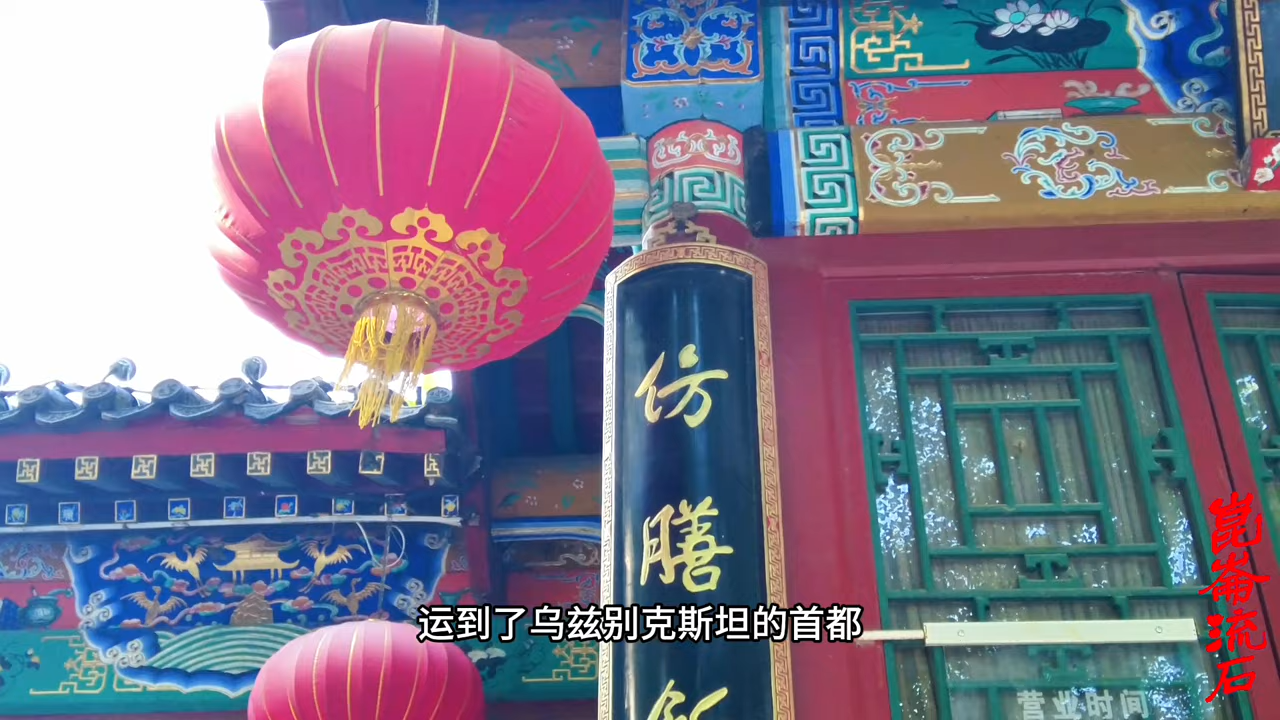 仿膳
运到了乌兹别克斯坦的首都
营业时间
崑崙流石